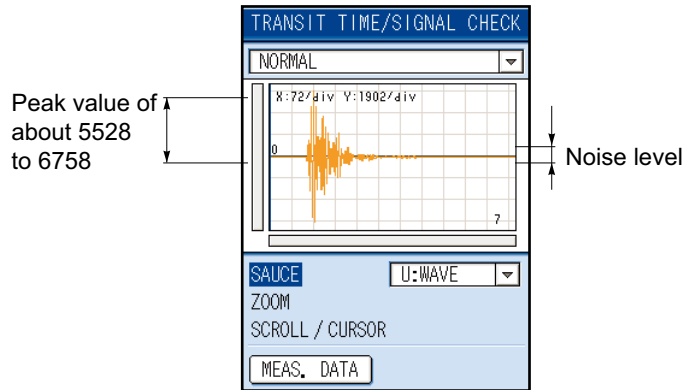 TRANSIT TIME/SIGNAL CHECK
NORMAL
X:72/div Y:1902/div
Peak value of
about 5528
to 6758
0
Noise level
7
SAUCE
U:WAVE
ZOOM
SCROLL / CURSOR
MEAS. DATA